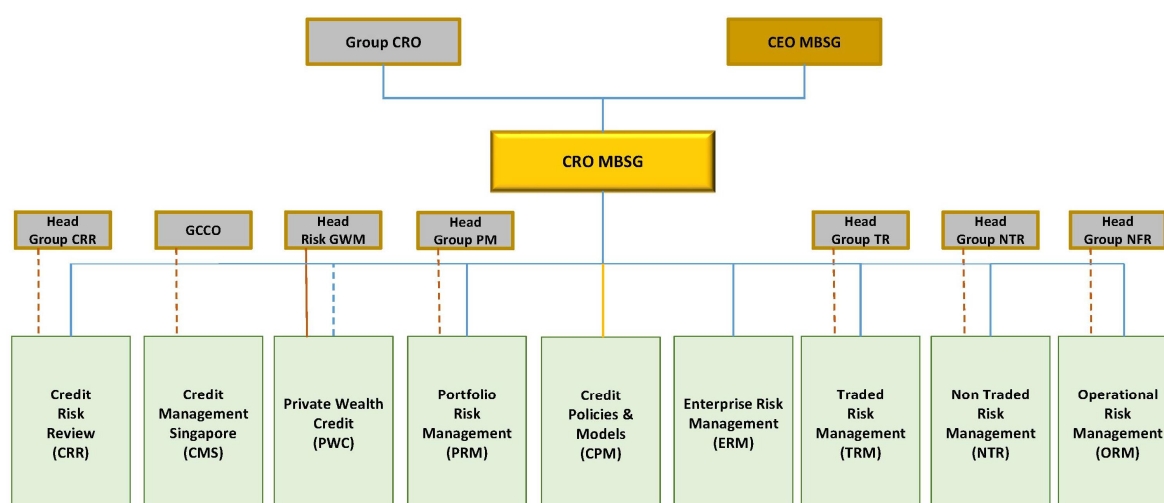 Group CRO
CEO MBSG
CRO MBSG
Head
Group CRR
GCCO
Head
Risk GWM
Head
Group PM
Head
Group TR
Head
Group NTR
Head
Group NFR
Credit
Risk
Review
(CRR)
Credit
Management
Singapore
(CMS)
Private Wealth
Credit
(PWC)
Portfolio
Risk
Management
(PRM)
Credit
Policies &
Models
(CPM)
Enterprise Risk
Management
(ERM)
Traded
Risk
Management
(TRM)
Non Traded
Risk
Management
(NTR)
Operational
Risk
Management
(ORM)